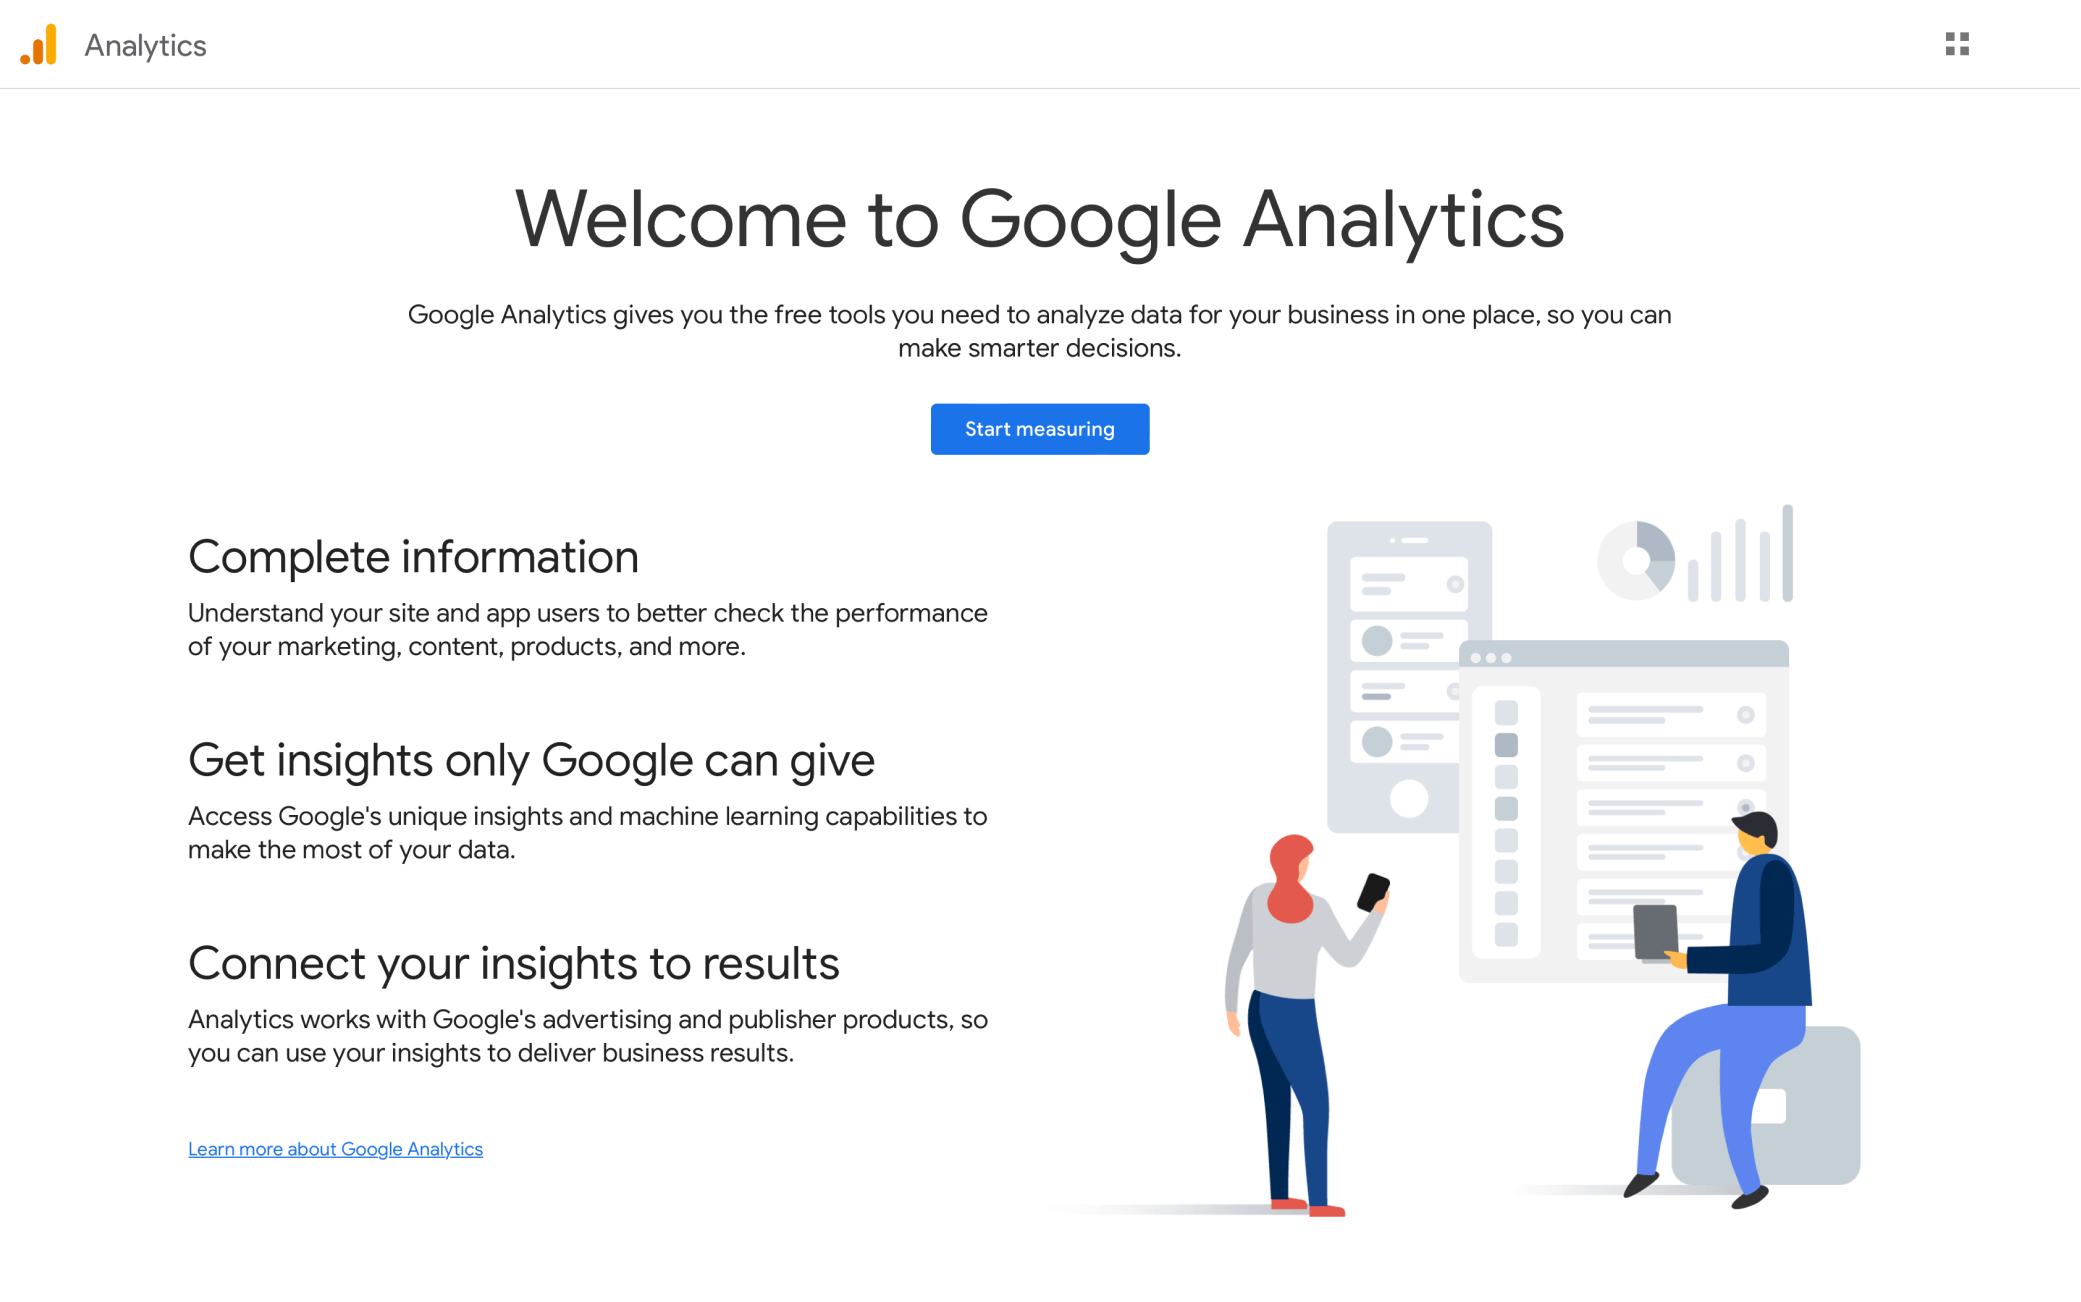 Analytics
Welcome to Google Analytics
Google Analytics gives you the free tools you need to analyze data for your business in one place, so you can
make smarter decisions.
Start measuring
Complete information
Understand your site and app users to better check the performance
of your marketing, content, products, and more.
Get insights only Google can give
Access Google's unique insights and machine learning capabilities to
make the most of your data.
Connect your insights to results
Analytics works with Google's advertising and publisher products, so
you can use your insights to deliver business results.
Learn more about Google Analytics